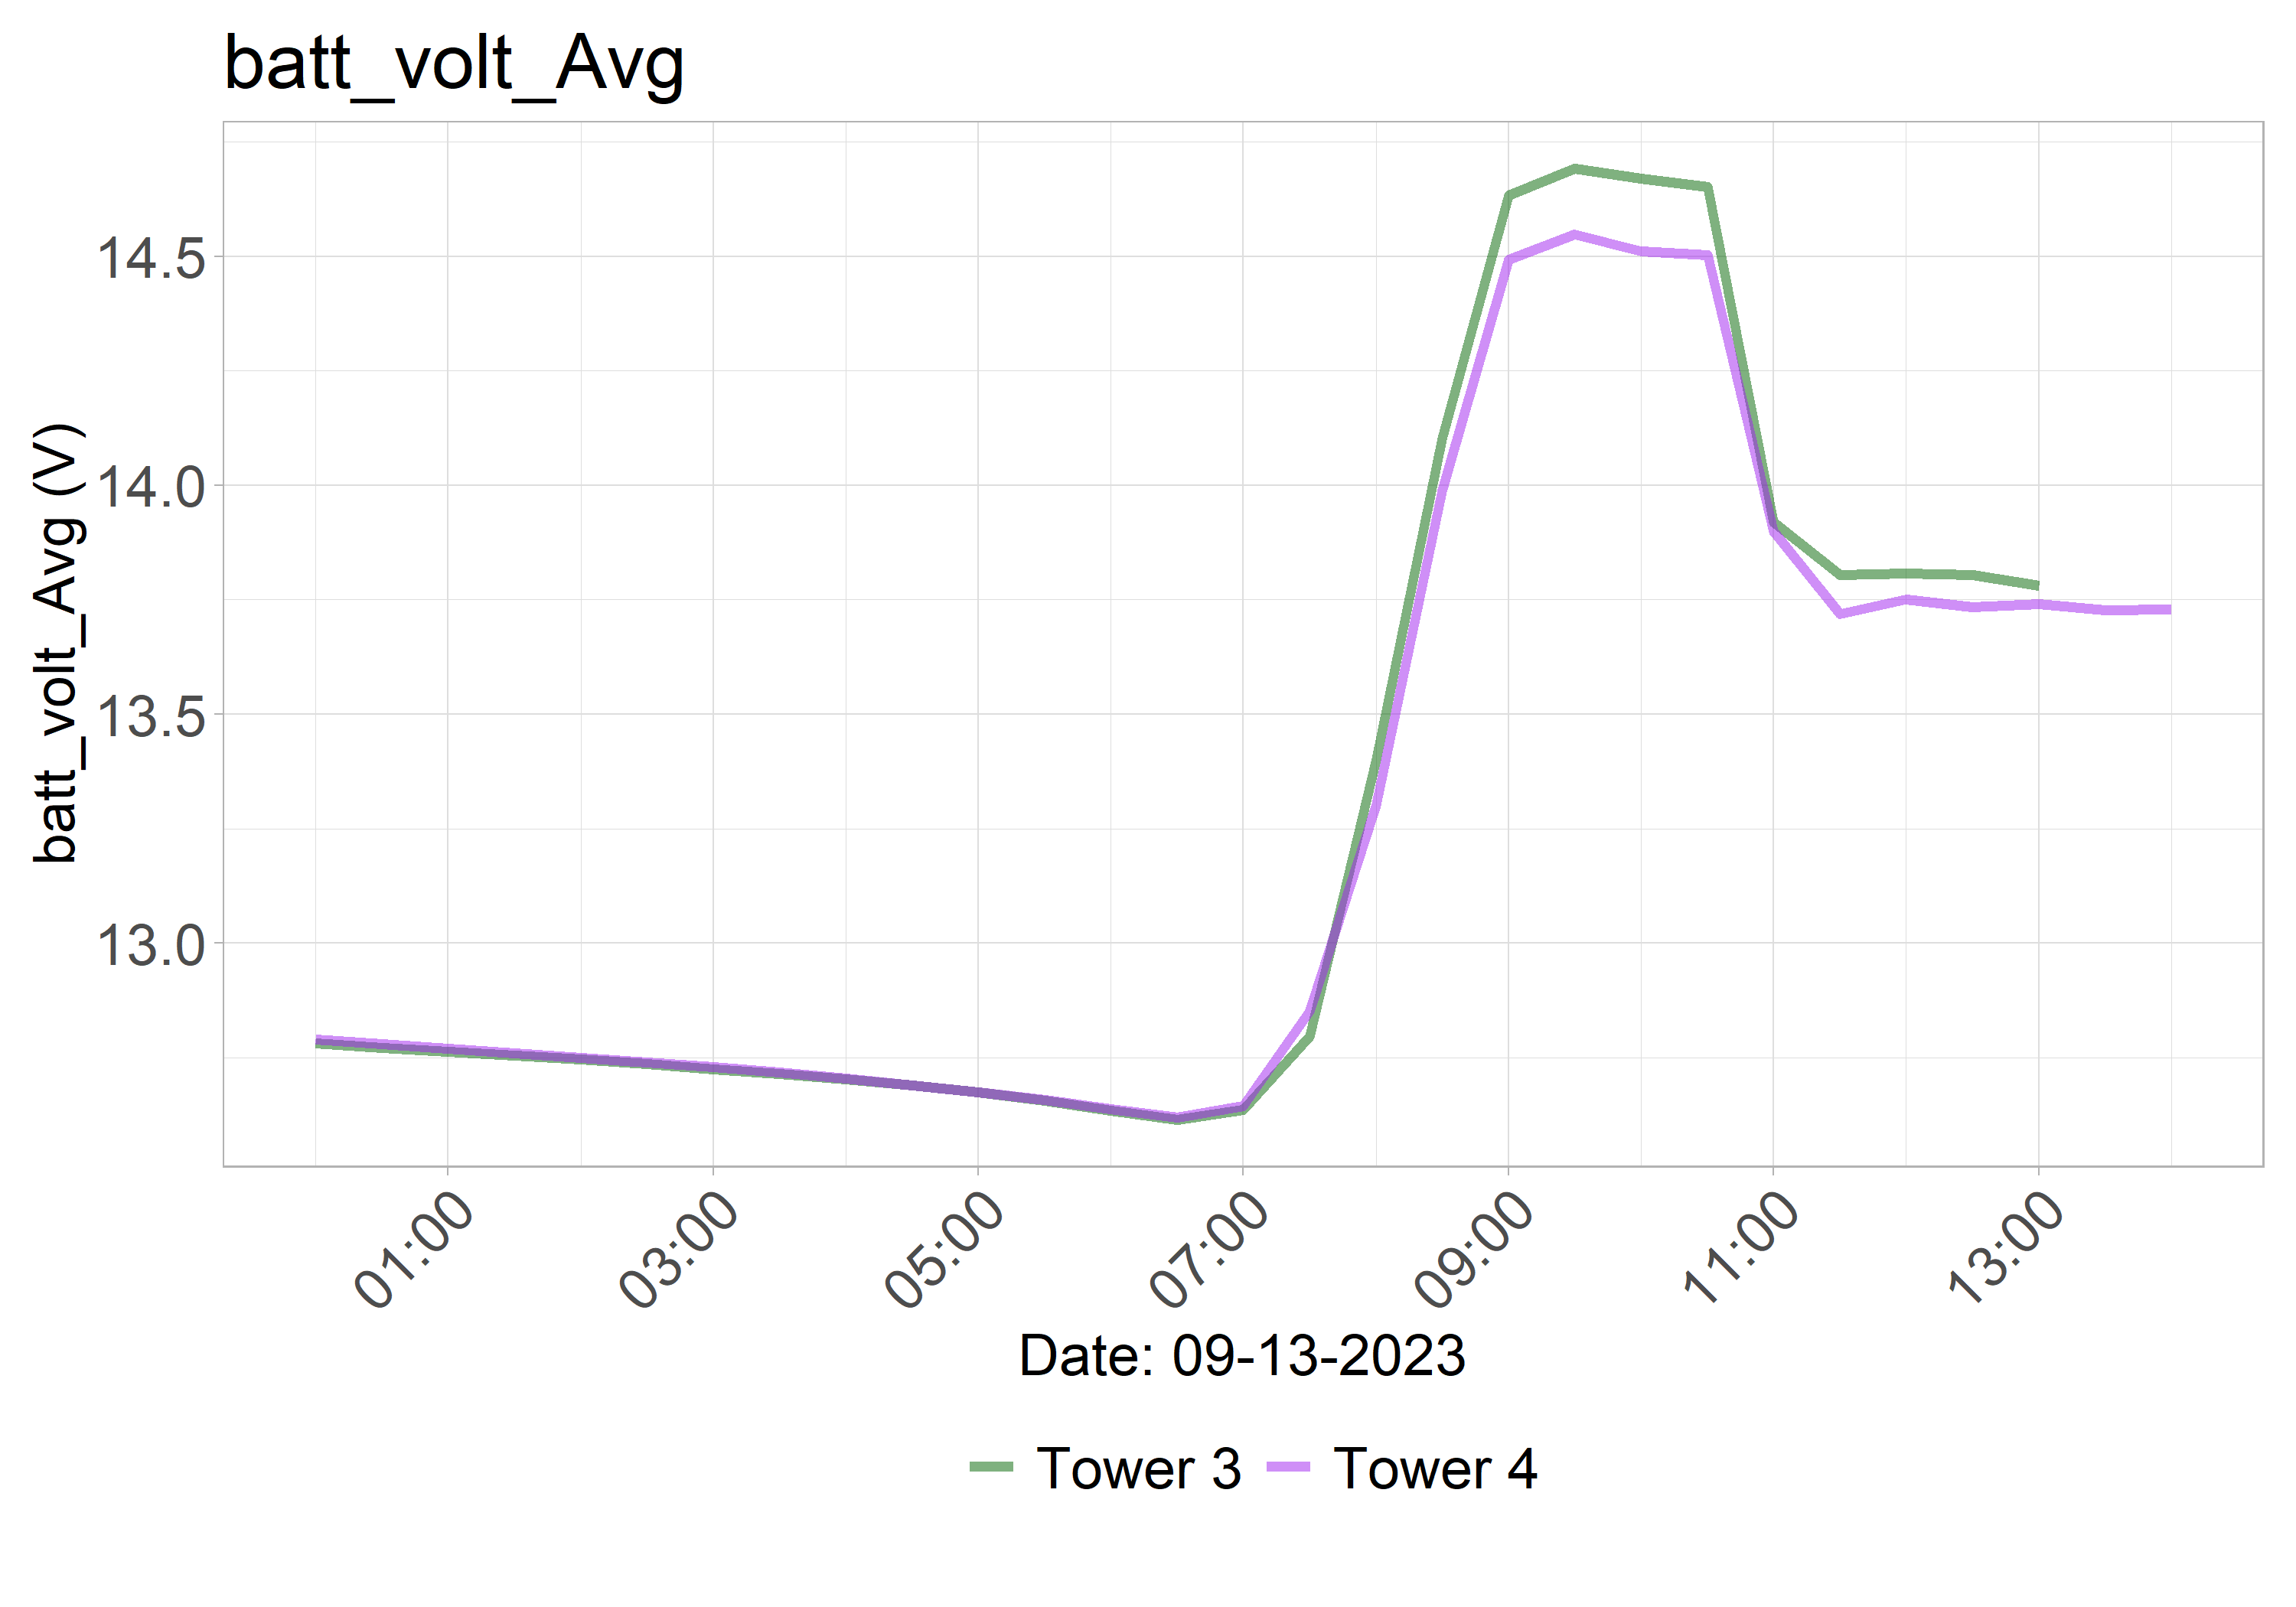 batt_volt_Avg
batt_volt_Avg (V)
14.5
14.0
13.5
13.0
01:00 03:00 05:00 07:00 09:00 11:00 13:00
Date: 09-13-2023
Tower 3 Tower 4